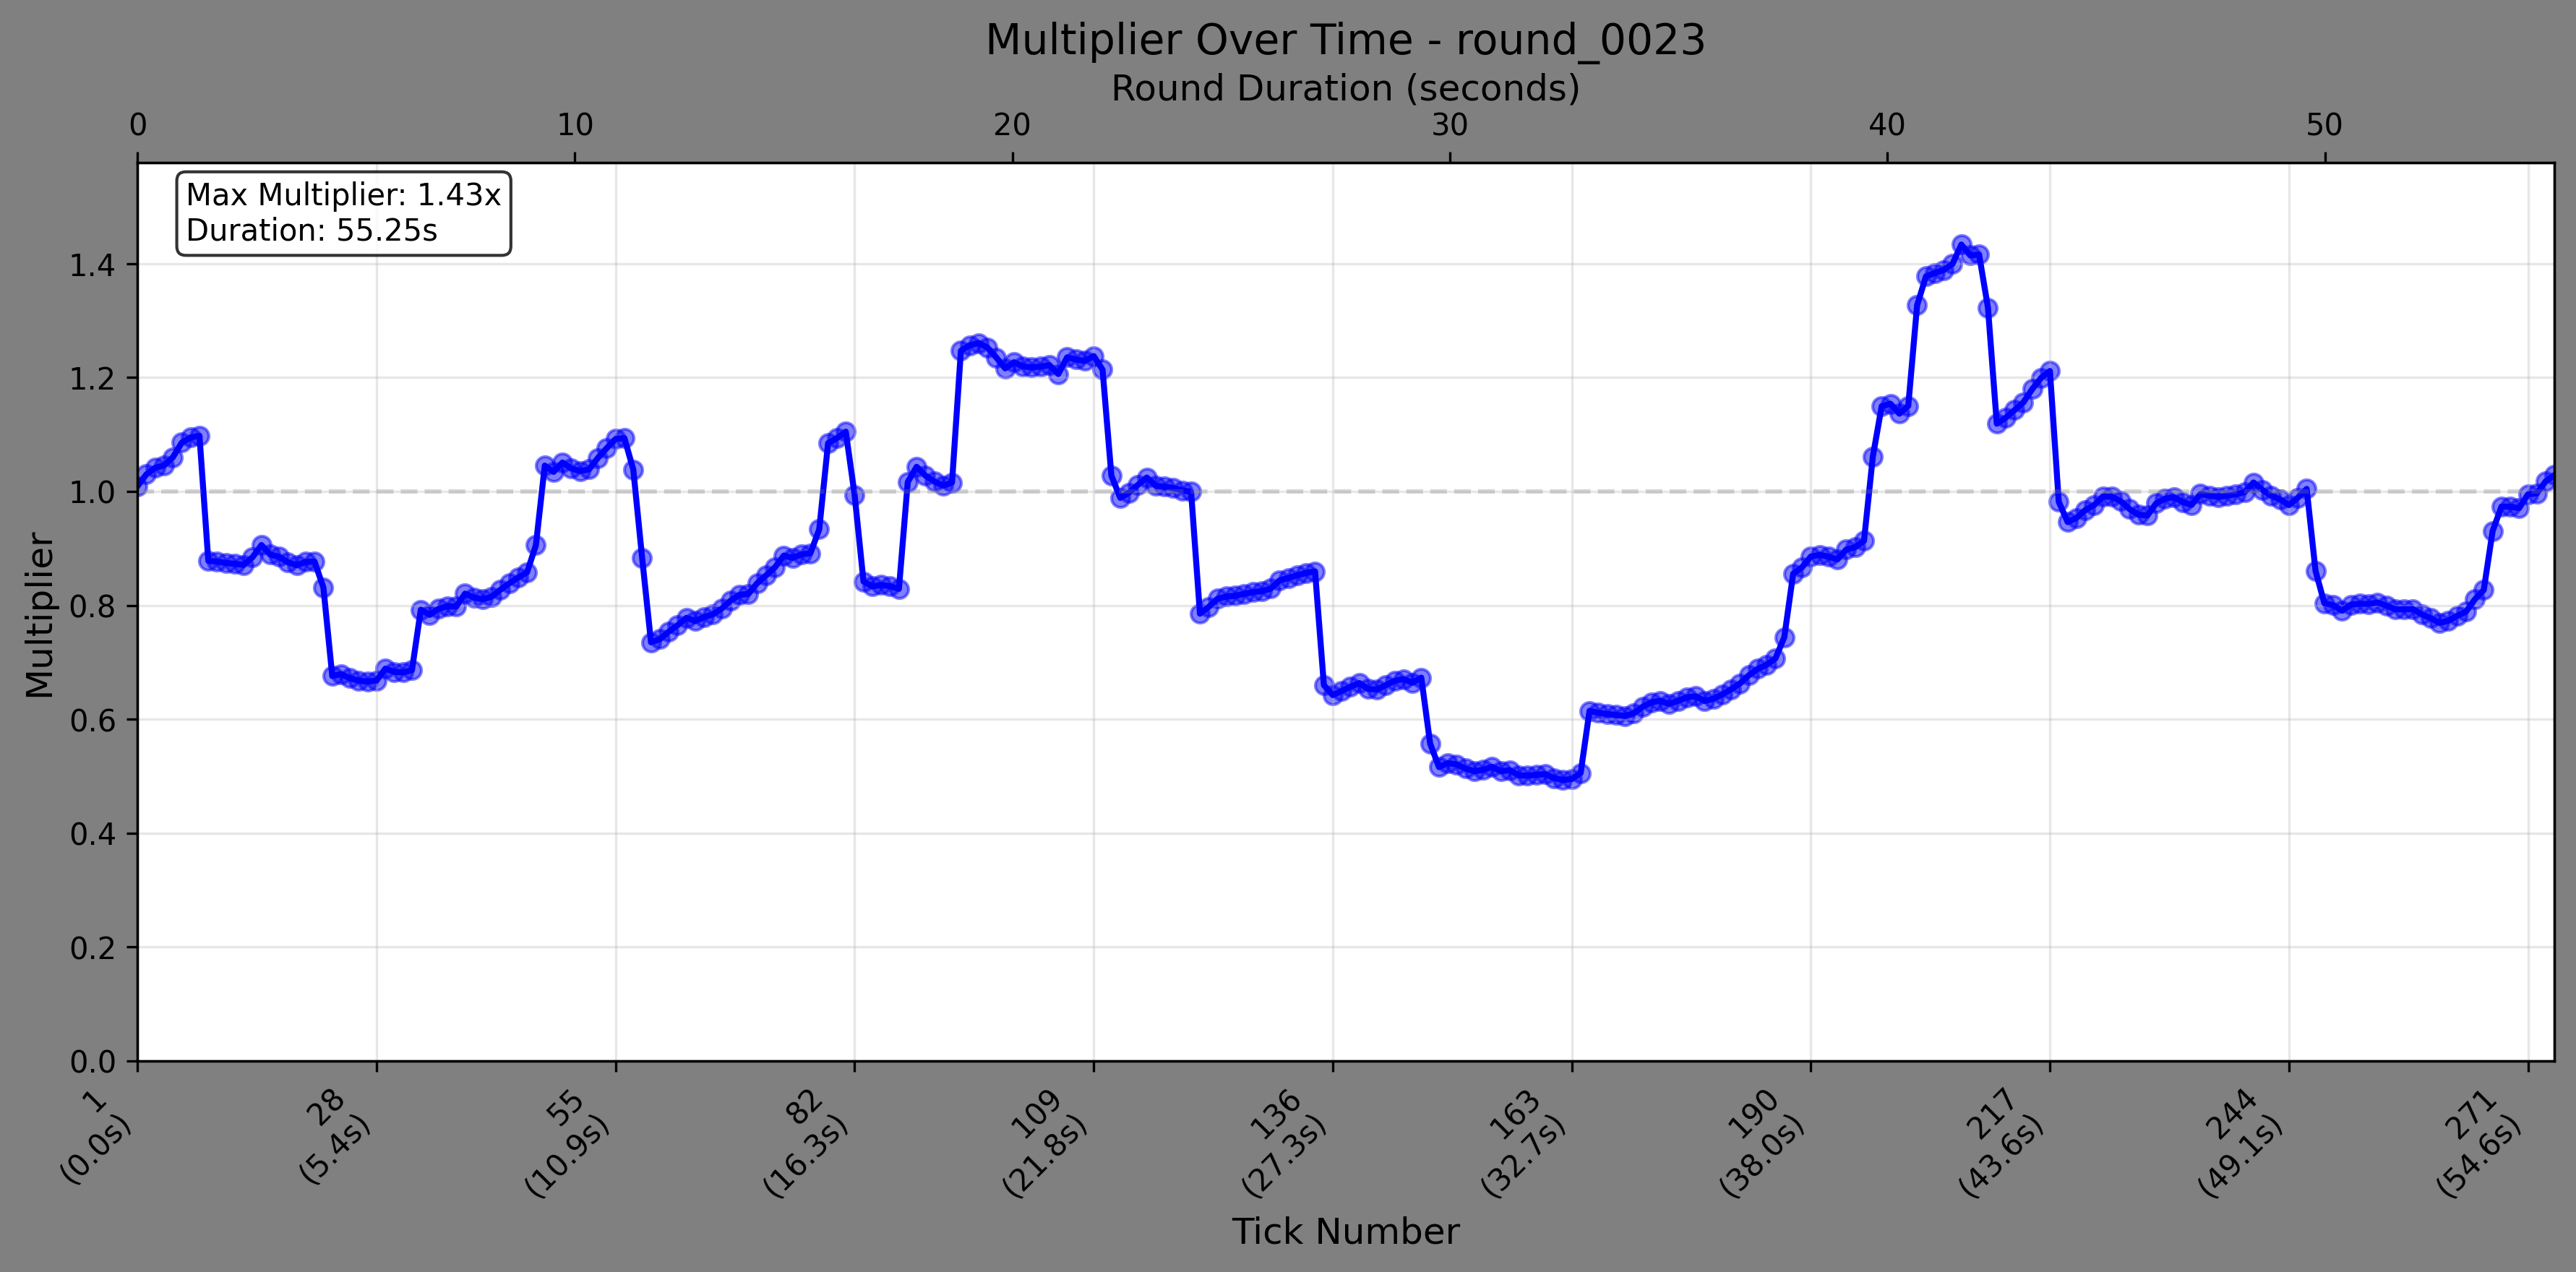 Multiplier Over Time - round_0023
Round Duration (seconds)
0 10 20 30 40 50
Max Multiplier: 1.43x
Duration: 55.25s
Multiplier
1.4
1.2
1.0
0.8
0.6
0.4
0.2
0.0
1 28 55 82 109 136 163 190 217 244 271
(0.0s) (5.4s) (10.9s) (16.3s) (21.8s) (27.3s) (32.7s) (38.0s) (43.6s) (49.1s) (54.6s)
Tick Number